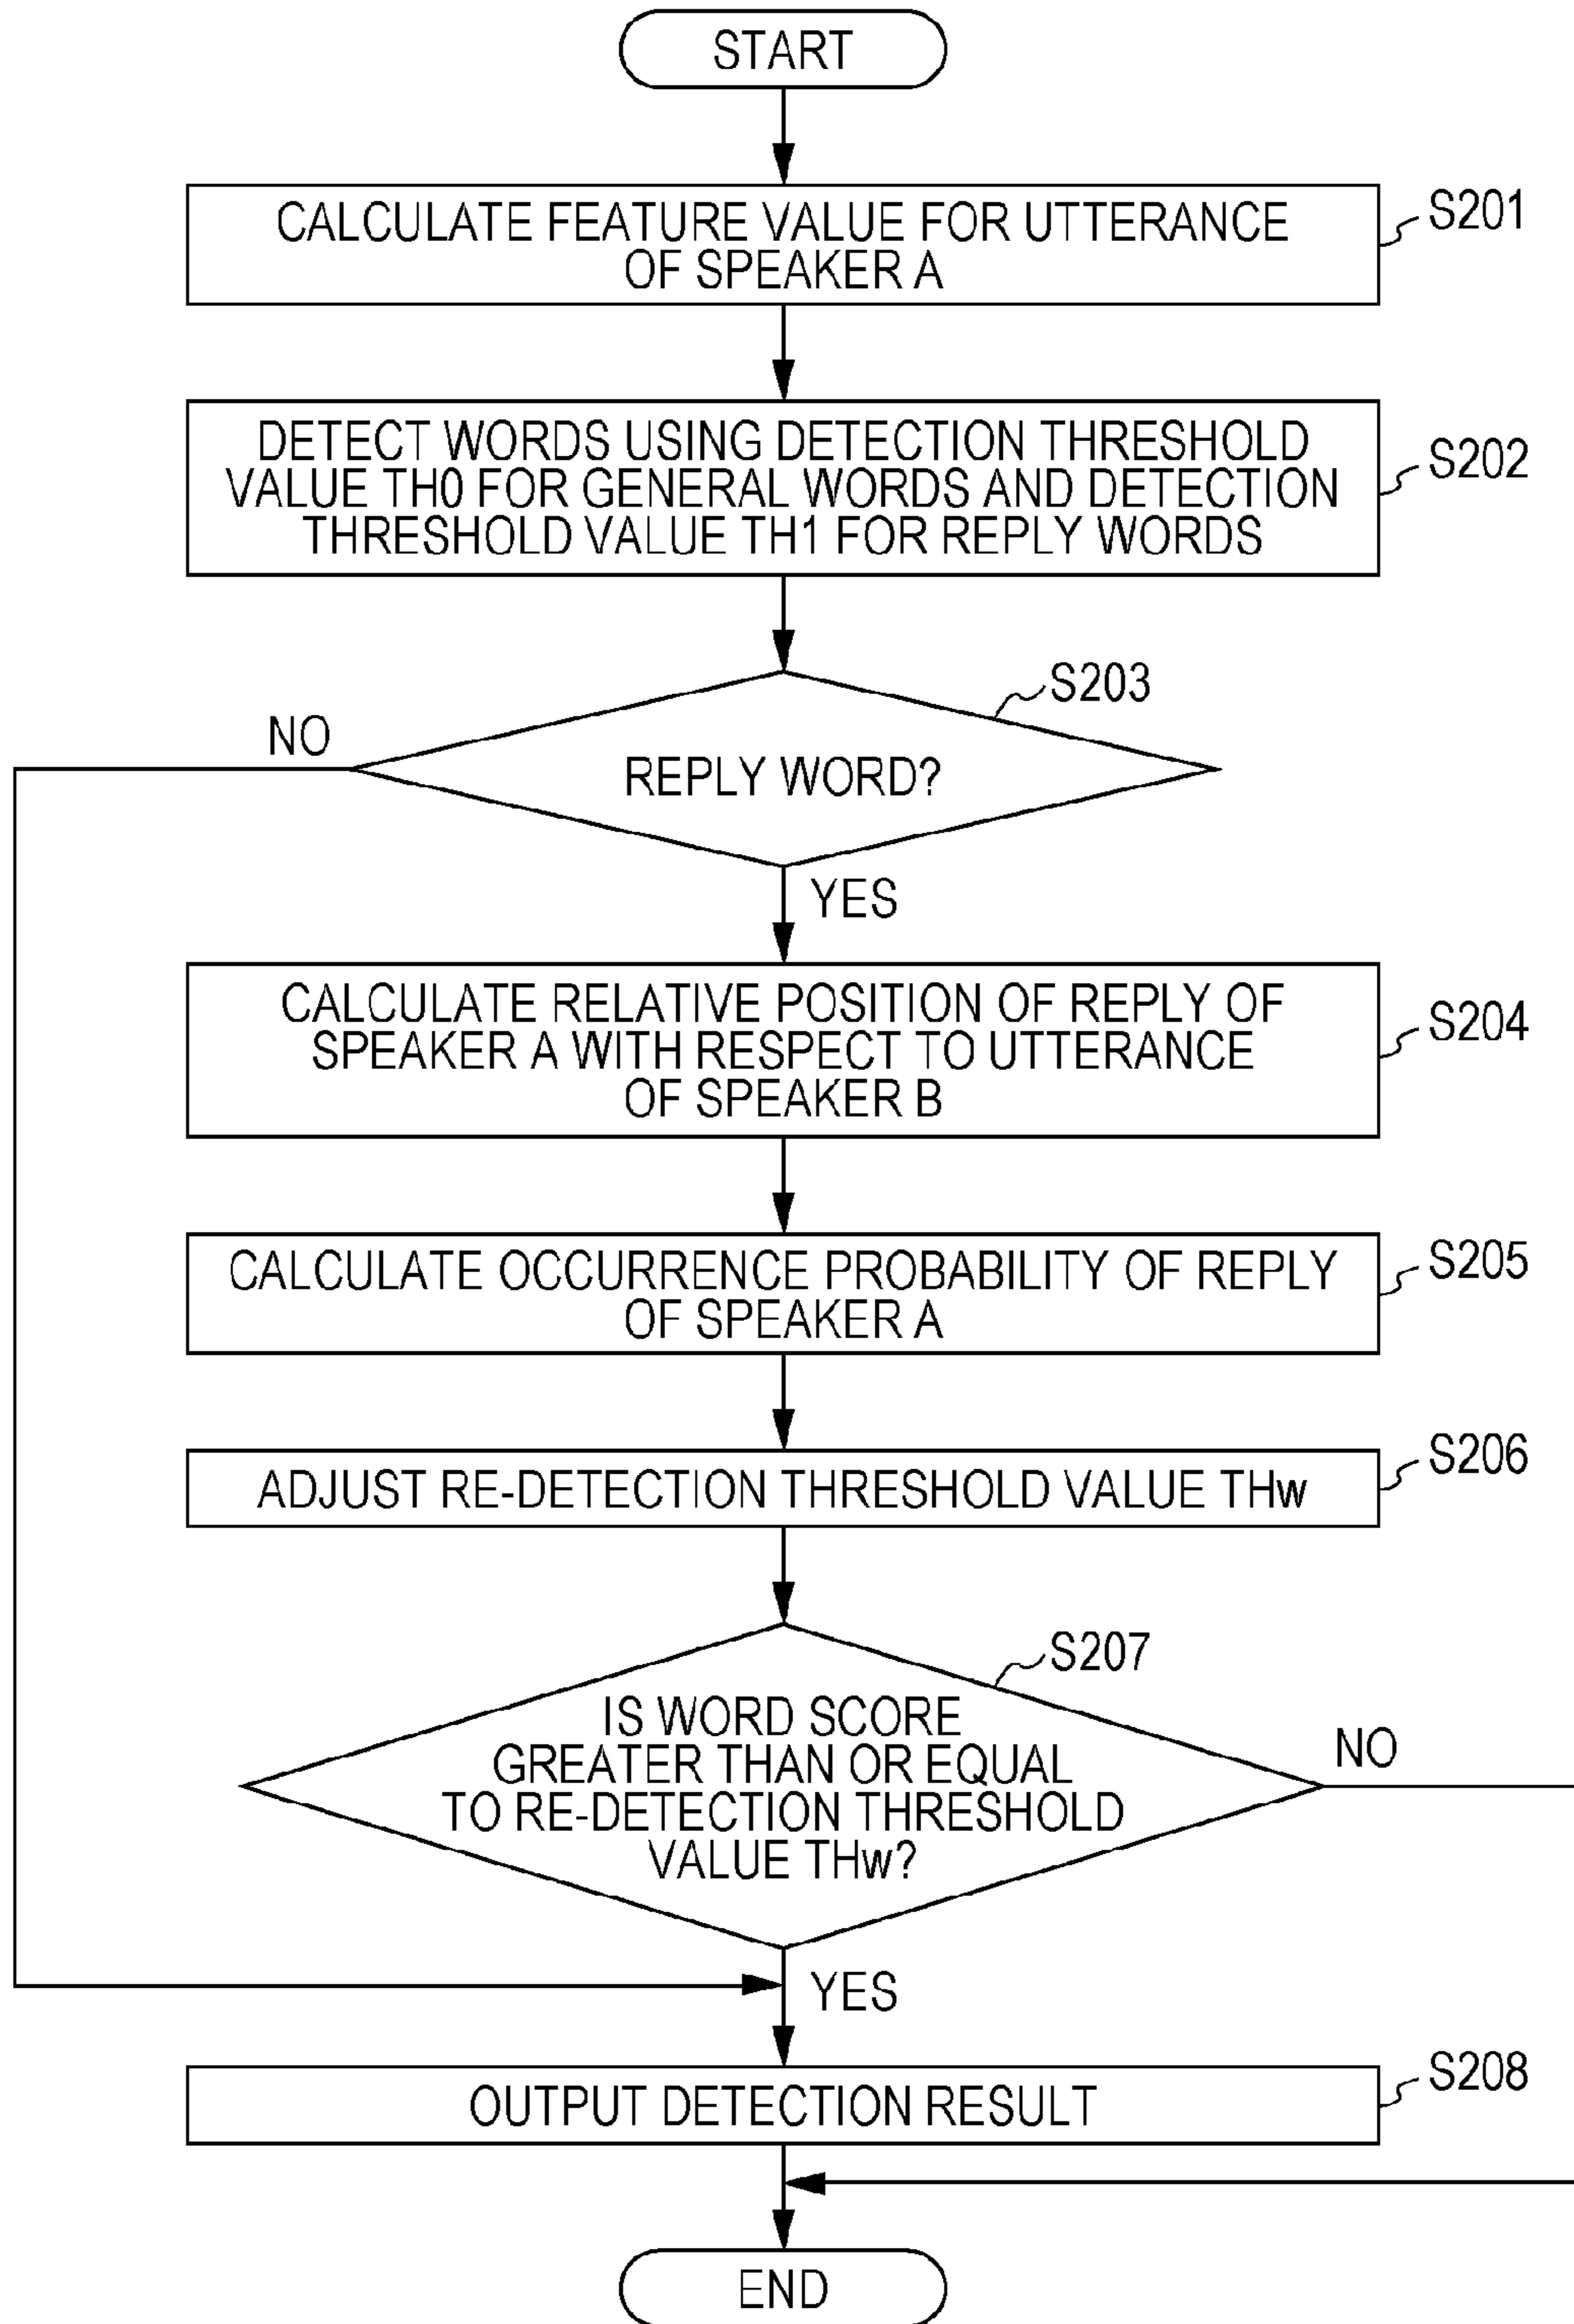 START
CALCULATE FEATURE VALUE FOR UTTERANCE
OF SPEAKER A
S201
DETECT WORDS USING DETECTION THRESHOLD
VALUE TH0 FOR GENERAL WORDS AND DETECTION
THRESHOLD VALUE TH1 FOR REPLY WORDS
S202
S203
NO
REPLY WORD?
YES
CALCULATE RELATIVE POSITION OF REPLY OF
SPEAKER A WITH RESPECT TO UTTERANCE
OF SPEAKER B
S204
CALCULATE OCCURRENCE PROBABILITY OF REPLY
OF SPEAKER A
S205
ADJUST RE-DETECTION THRESHOLD VALUE THw
S206
S207
IS WORD SCORE
GREATER THAN OR EQUAL
TO RE-DETECTION THRESHOLD
VALUE THw?
NO
YES
OUTPUT DETECTION RESULT
S208
END